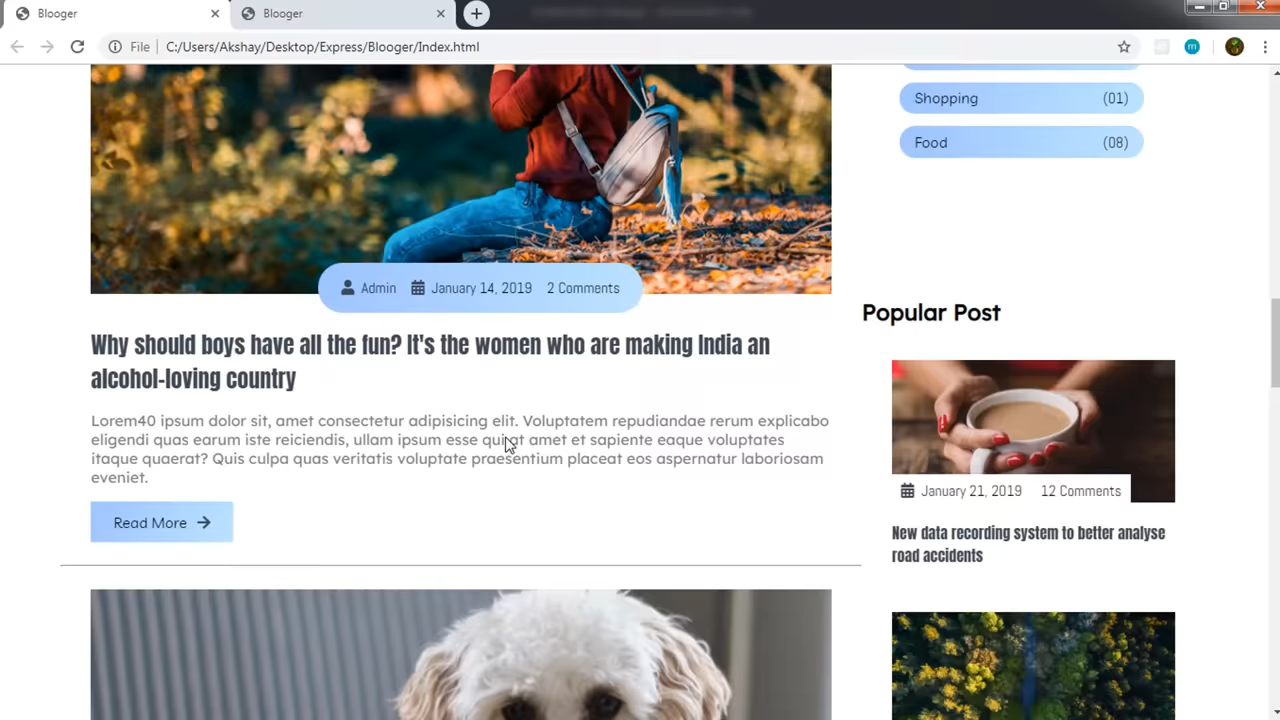 Blooger
Blooger
File
C:/Users/Akshay/Desktop/Express/Blooger/Index.html
m
Shopping (01)
Food (08)
Admin January 14, 2019 2 Comments
Why should boys have all the fun? It's the women who are making India an
alcohol-loving country
Lorem40 ipsum dolor sit, amet consectetur adipisicing elit. Voluptatem repudiandae rerum explicabo
eligendi quas earum iste reiciendis, ullam ipsum esse quia amet et sapiente eaque voluptates
itaque quaerat? Quis culpa quas veritatis voluptate praesentium placeat eos aspernatur laboriosam
eveniet.
Read More
Popular Post
January 21, 2019 12 Comments
New data recording system to better analyse
road accidents